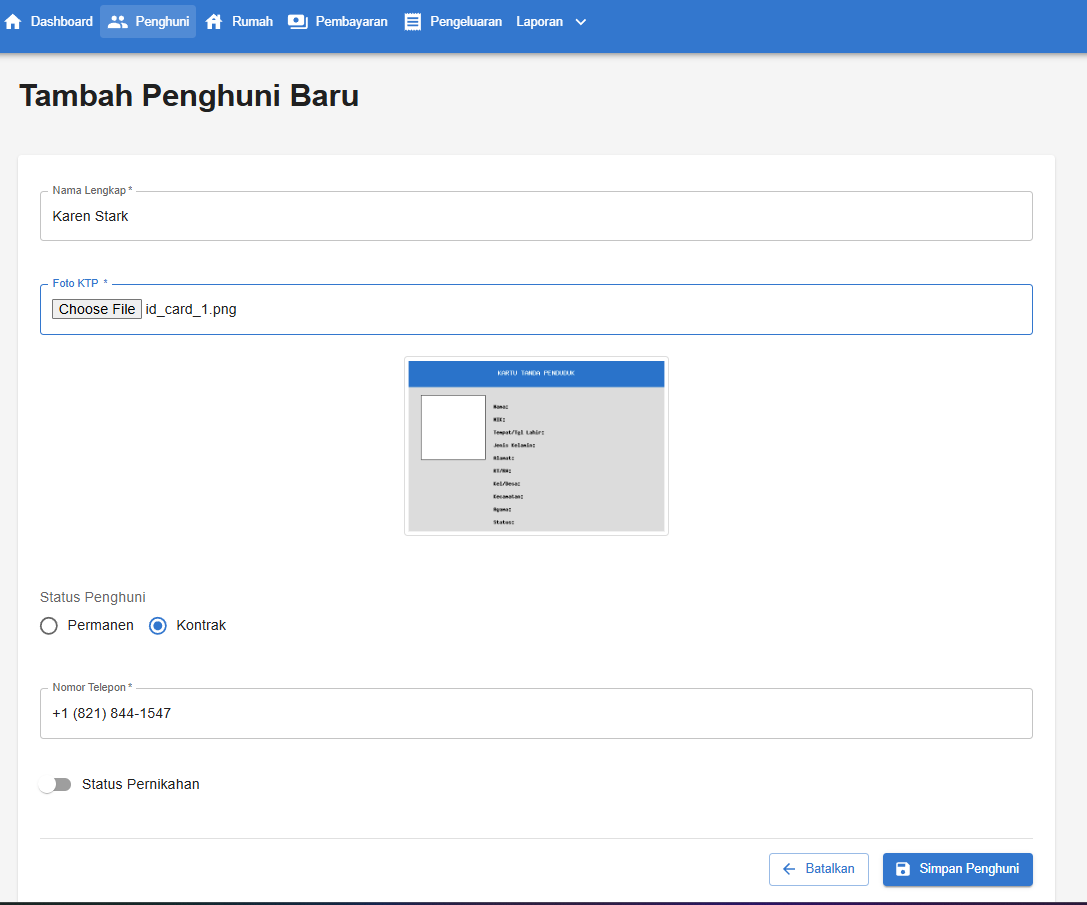 Dashboard Penghuni Rumah Pembayaran Pengeluaran Laporan
Tambah Penghuni Baru
Nama Lengkap *
Karen Stark
Foto KTP *
Choose File id_card_1.png
KARTU TANDA PENDUDUK
Nama:
NIK:
Tempat/Tgl Lahir:
Jenis Kelamin:
Alamat:
RT/RW:
Kel/Desa:
Kecamatan:
Agama:
Status:
Status Penghuni
Permanen Kontrak
Nomor Telepon *
+1 (821) 844-1547
Status Pernikahan
Batalkan Simpan Penghuni